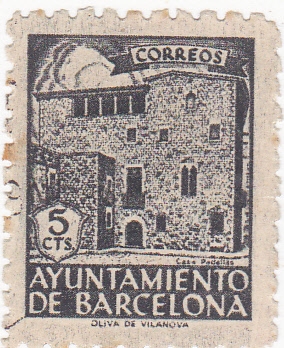 CORREOS
5
CTS.
Casa Padellás
AYUNTAMIENTO
DE BARCELONA
OLIVA DE VILANOVA